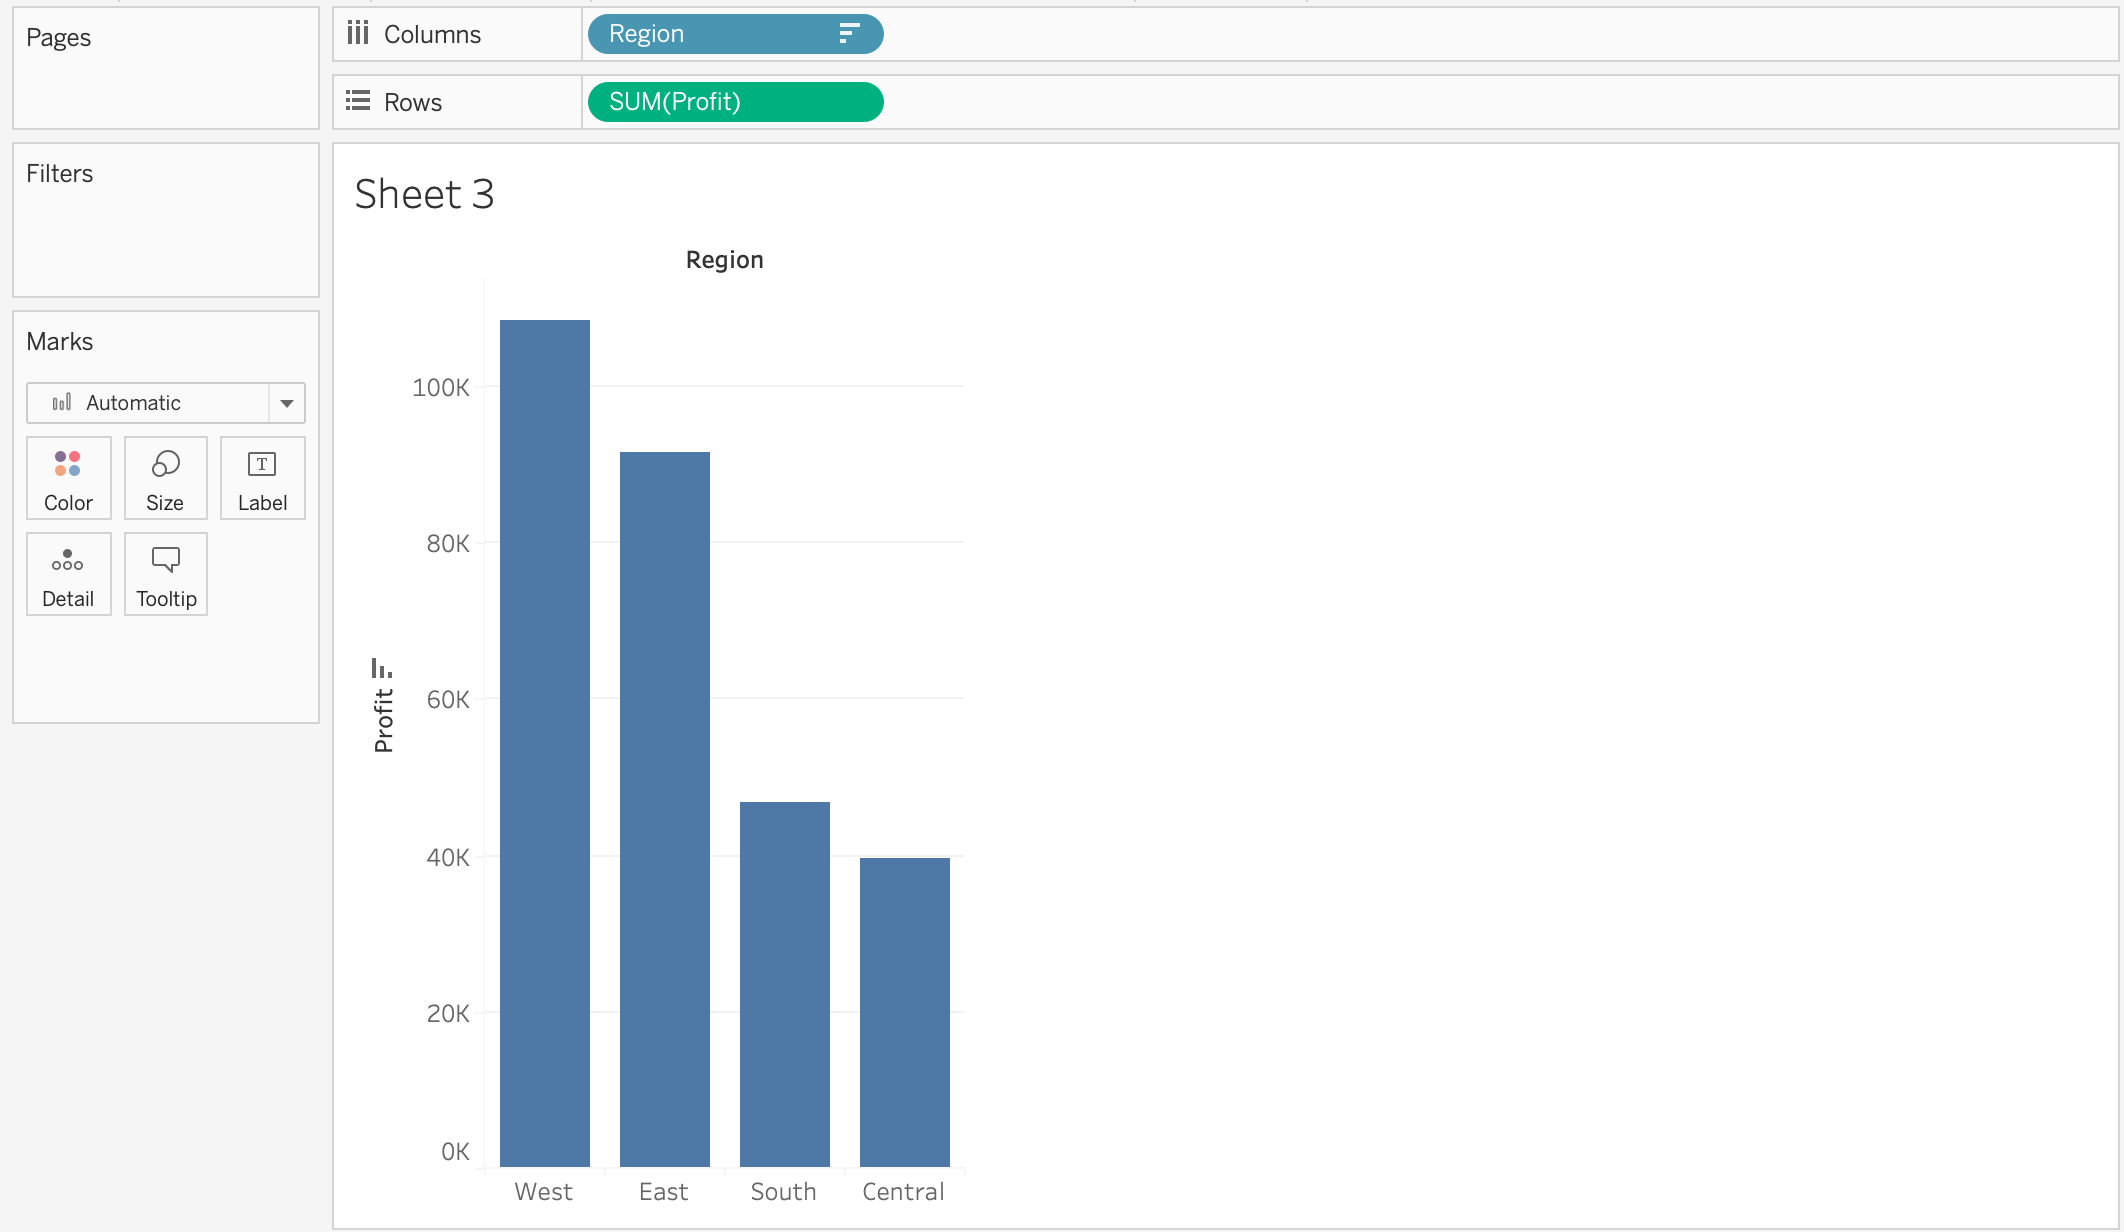 Pages
Columns
Region
Rows
SUM(Profit)
Filters
Marks
Automatic
Color
Size
T
Label
Detail
Tooltip
Sheet 3
Region
Profit
100K
80K
60K
40K
20K
0K
West
East
South
Central